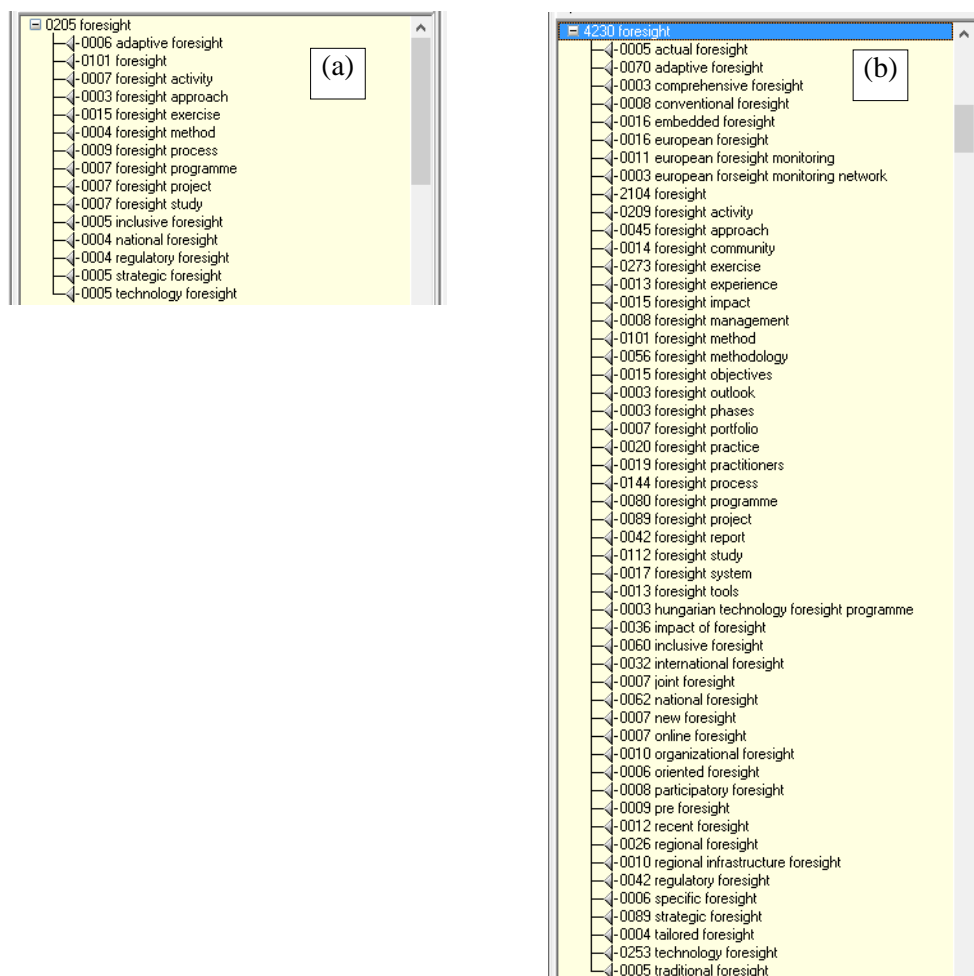 0205 foresight
0006 adaptive foresight
0101 foresight
0007 foresight activity
0003 foresight approach
0015 foresight exercise
0004 foresight method
0009 foresight process
0007 foresight programme
0007 foresight project
0007 foresight study
0005 inclusive foresight
0004 national foresight
0004 regulatory foresight
0005 strategic foresight
0005 technology foresight
(a)
4230 foresight
0005 actual foresight
0070 adaptive foresight
0003 comprehensive foresight
0008 conventional foresight
0016 embedded foresight
0016 european foresight
0011 european foresight monitoring
0003 european forseight monitoring network
2104 foresight
0209 foresight activity
0045 foresight approach
0014 foresight community
0273 foresight exercise
0013 foresight experience
0015 foresight impact
0008 foresight management
0101 foresight method
0056 foresight methodology
0015 foresight objectives
0003 foresight outlook
0003 foresight phases
0007 foresight portfolio
0020 foresight practice
0019 foresight practitioners
0144 foresight process
0080 foresight programme
0089 foresight project
0042 foresight report
0112 foresight study
0017 foresight system
0013 foresight tools
0003 hungarian technology foresight programme
0036 impact of foresight
0060 inclusive foresight
0032 international foresight
0007 joint foresight
0062 national foresight
0007 new foresight
0007 online foresight
0010 organizational foresight
0006 oriented foresight
0008 participatory foresight
0009 pre foresight
0012 recent foresight
0026 regional foresight
0010 regional infrastructure foresight
0042 regulatory foresight
0006 specific foresight
0089 strategic foresight
0004 tailored foresight
0253 technology foresight
0005 traditional foresight
(b)